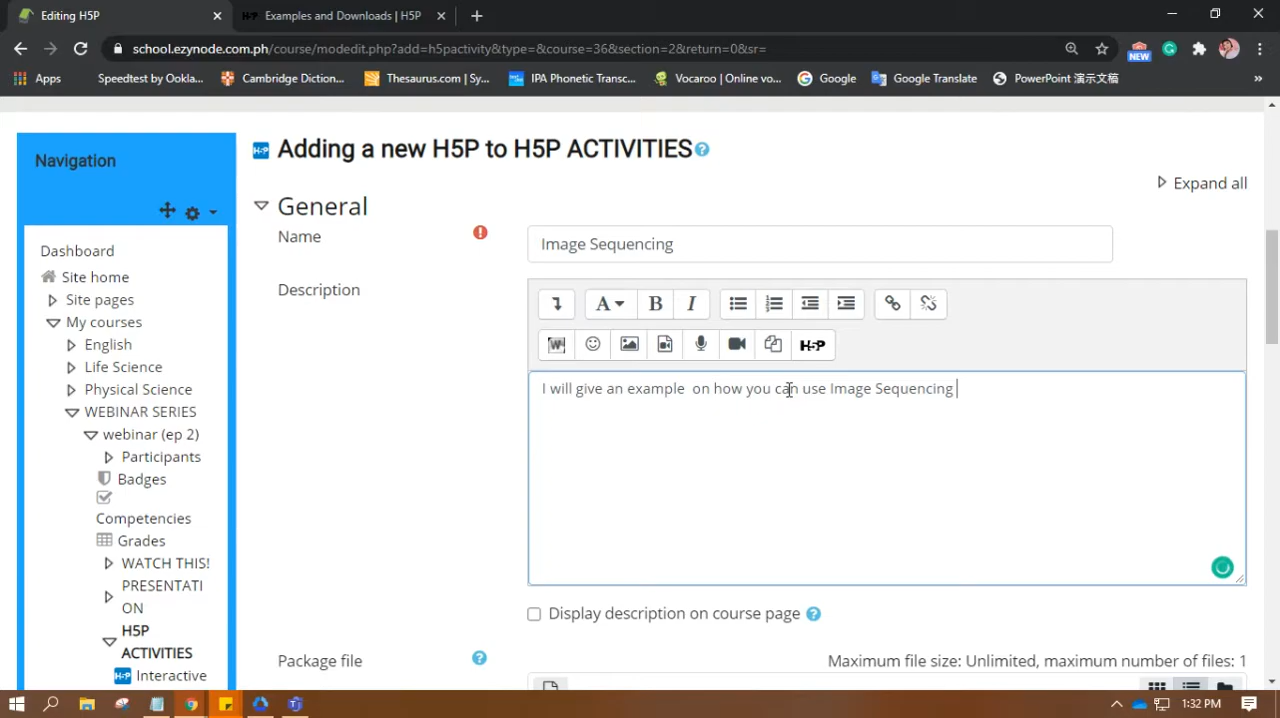 Editing H5P
H5P Examples and Downloads | H5P
school.ezynode.com.ph/course/modedit.php?add=h5pactivity&type=&course=36&section=2&return=0&sr=
NEW
Apps
Speedtest by Ookla...
Cambridge Diction...
Thesaurus.com | Sy...
IPA Phonetic Transc...
Vocaroo | Online vo...
Google
Google Translate
PowerPoint 演示文稿
»
Navigation
Dashboard
Site home
Site pages
My courses
English
Life Science
Physical Science
WEBINAR SERIES
webinar (ep 2)
Participants
Badges
Competencies
Grades
WATCH THIS!
PRESENTATI
ON
H5P
ACTIVITIES
H5P Interactive
H5P Adding a new H5P to H5P ACTIVITIES
Expand all
General
Name
Image Sequencing
Description
A B I
W H5P
I will give an example  on how you can use Image Sequencing
Display description on course page
Package file
Maximum file size: Unlimited, maximum number of files: 1
1:32 PM